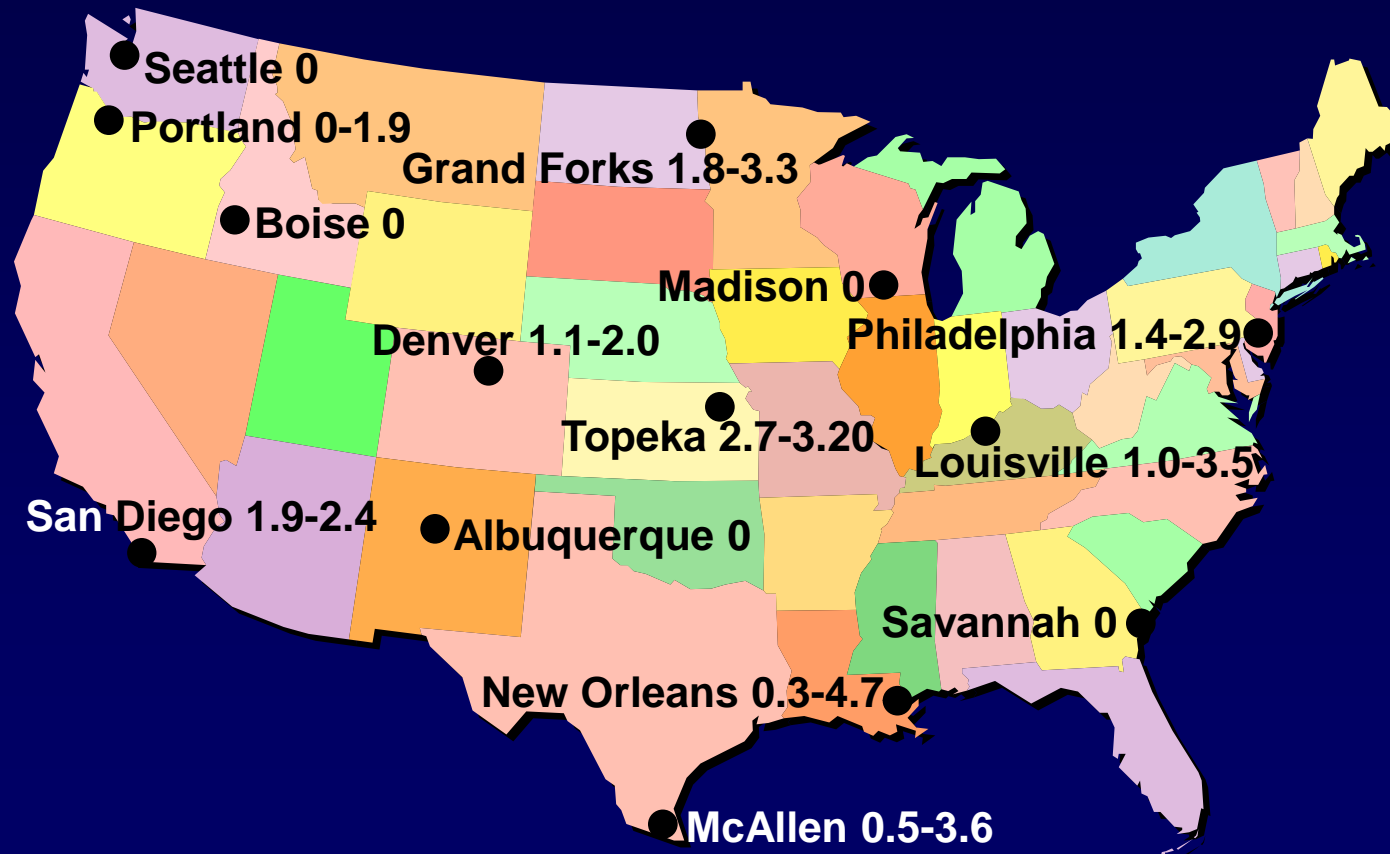 Seattle 0
Portland 0-1.9
Grand Forks 1.8-3.3
Boise 0
Madison 0
Philadelphia 1.4-2.9
Denver 1.1-2.0
Topeka 2.7-3.20
Louisville 1.0-3.5
San Diego 1.9-2.4
Albuquerque 0
Savannah 0
New Orleans 0.3-4.7
McAllen 0.5-3.6